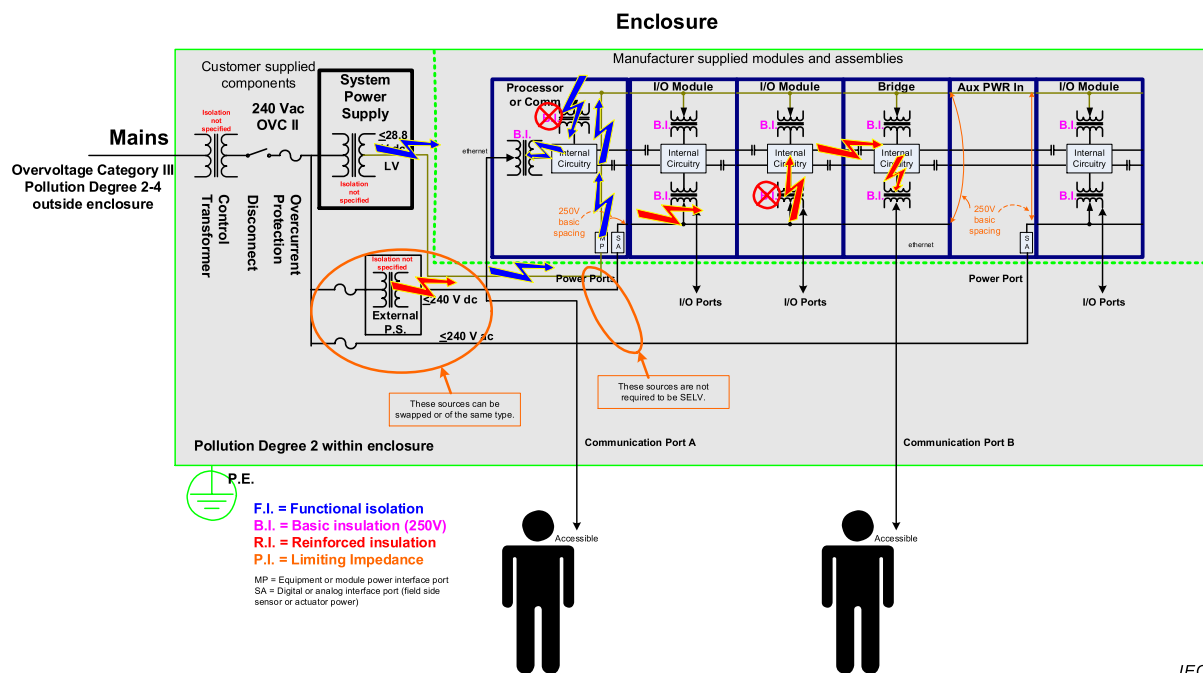 Enclosure
Manufacturer supplied modules and assemblies
Customer supplied
components
System
Power
Supply
Isolation
not
specified
240 Vac
OVC II
Mains
Overvoltage Category III
Pollution Degree 2-4
outside enclosure
Control
Transformer
Disconnect
Overcurrent
Protection
<28.8
LV
Isolation
not
specified
Processor
or Comm
I/O Module
I/O Module
Bridge
Aux PWR In
I/O Module
B.I.
B.I.
B.I.
B.I.
B.I.
ethernet
Internal
Circuitry
Internal
Circuitry
Internal
Circuitry
Internal
Circuitry
Internal
Circuitry
B.I.
B.I.
B.I.
B.I.
250V
basic
spacing
250V
basic
spacing
MP
SA
SA
ethernet
Isolation not
specified
External
P.S.
<240 V dc
<240 V ac
Power Ports
I/O Ports
I/O Ports
Power Port
I/O Ports
These sources can be
swapped or of the same type.
These sources are not
required to be SELV.
Communication Port A
Communication Port B
Pollution Degree 2 within enclosure
P.E.
F.I. = Functional isolation
B.I. = Basic insulation (250V)
R.I. = Reinforced insulation
P.I. = Limiting Impedance
MP = Equipment or module power interface port
SA = Digital or analog interface port (field side
sensor or actuator power)
Accessible
Accessible